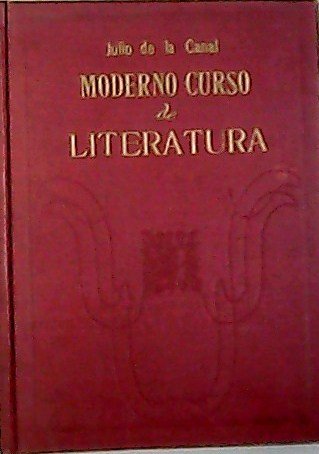 Julio de la Canal
MODERNO CURSO
de
LITERATURA